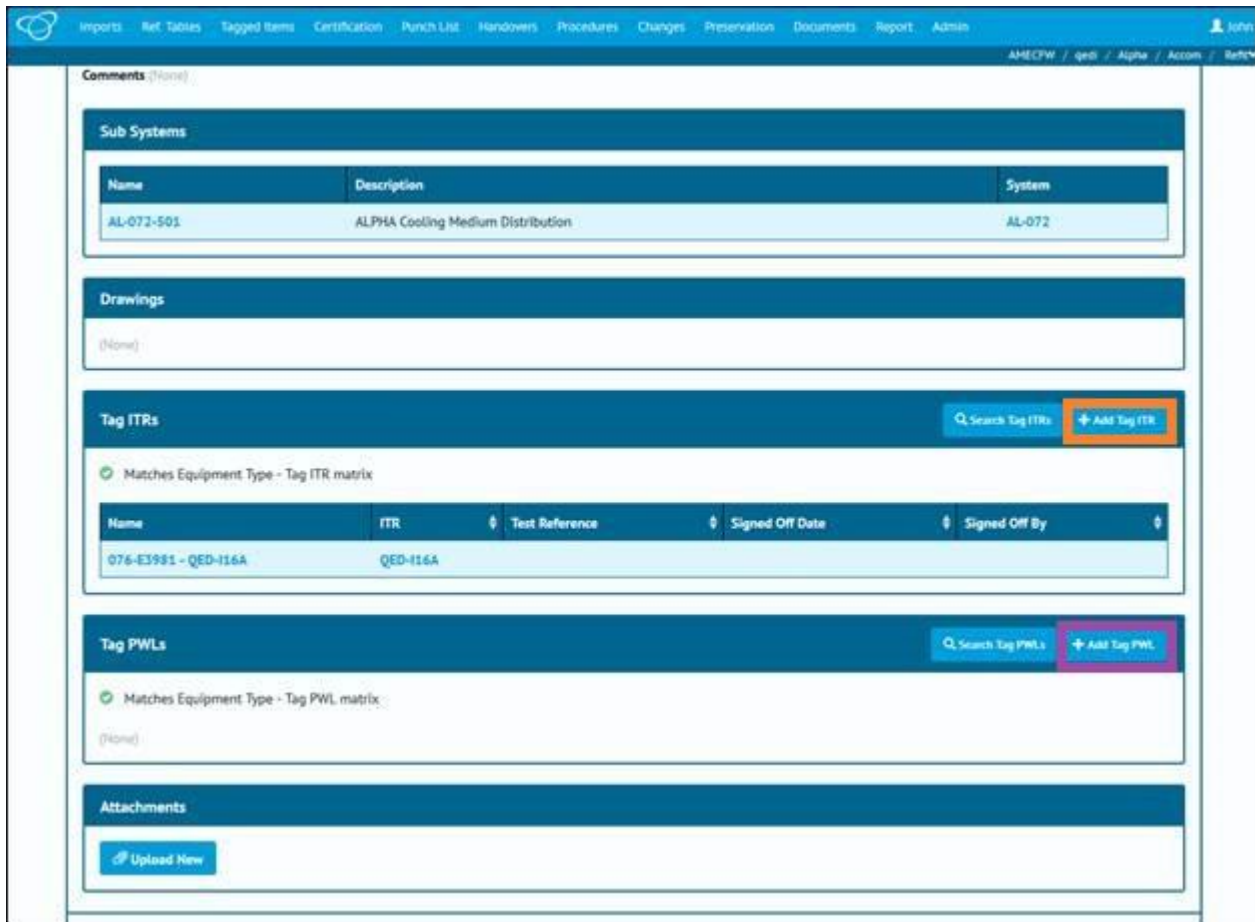 Imports Ref. Tables Tagged Items Certification Punch List Handovers Procedures Changes Preservation Documents Report Admin John
AMECFW / qedi / Alpha / Accom /
Comments (None)
Sub Systems
Name Description System
AL-072-501 ALPHA Cooling Medium Distribution AL-072
Drawings
(None)
Tag ITRs Search Tag ITRs + Add Tag ITR
Matches Equipment Type - Tag ITR matrix
Name ITR Test Reference Signed Off Date Signed Off By
076-E3981 - QED-I16A QED-I16A
Tag PWLs Search Tag PWLs + Add Tag PWL
Matches Equipment Type - Tag PWL matrix
(None)
Attachments
Upload New